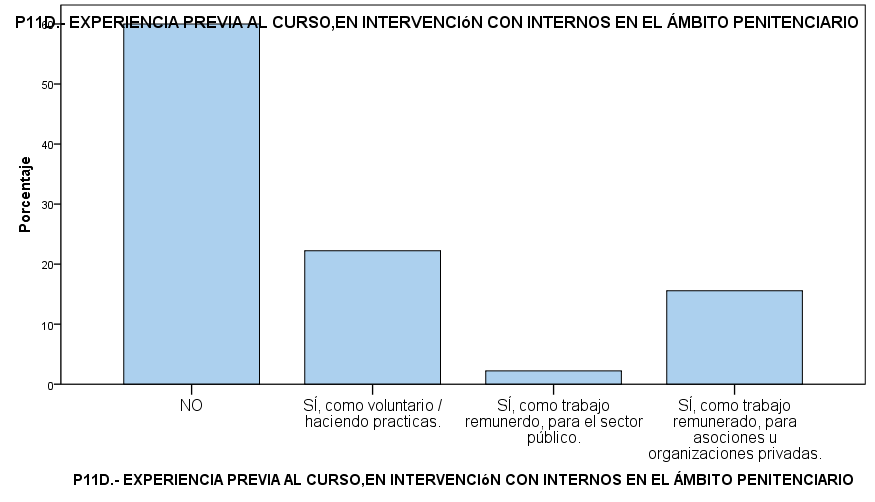 P11D.- EXPERIENCIA PREVIA AL CURSO,EN INTERVENCIóN CON INTERNOS EN EL ÁMBITO PENITENCIARIO
60
50
40
30
20
10
0
Porcentaje
NO
SÍ, como voluntario /
haciendo practicas.
SÍ, como trabajo
remunerdo, para el sector
público.
SÍ, como trabajo
remunerado, para
asociones u
organizaciones privadas.
P11D.- EXPERIENCIA PREVIA AL CURSO,EN INTERVENCIóN CON INTERNOS EN EL ÁMBITO PENITENCIARIO